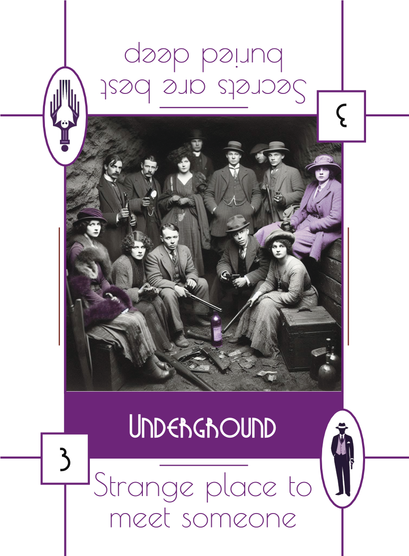 Secrets are best
buried deep
3
UNDERGROUND
3
Strange place to
meet someone